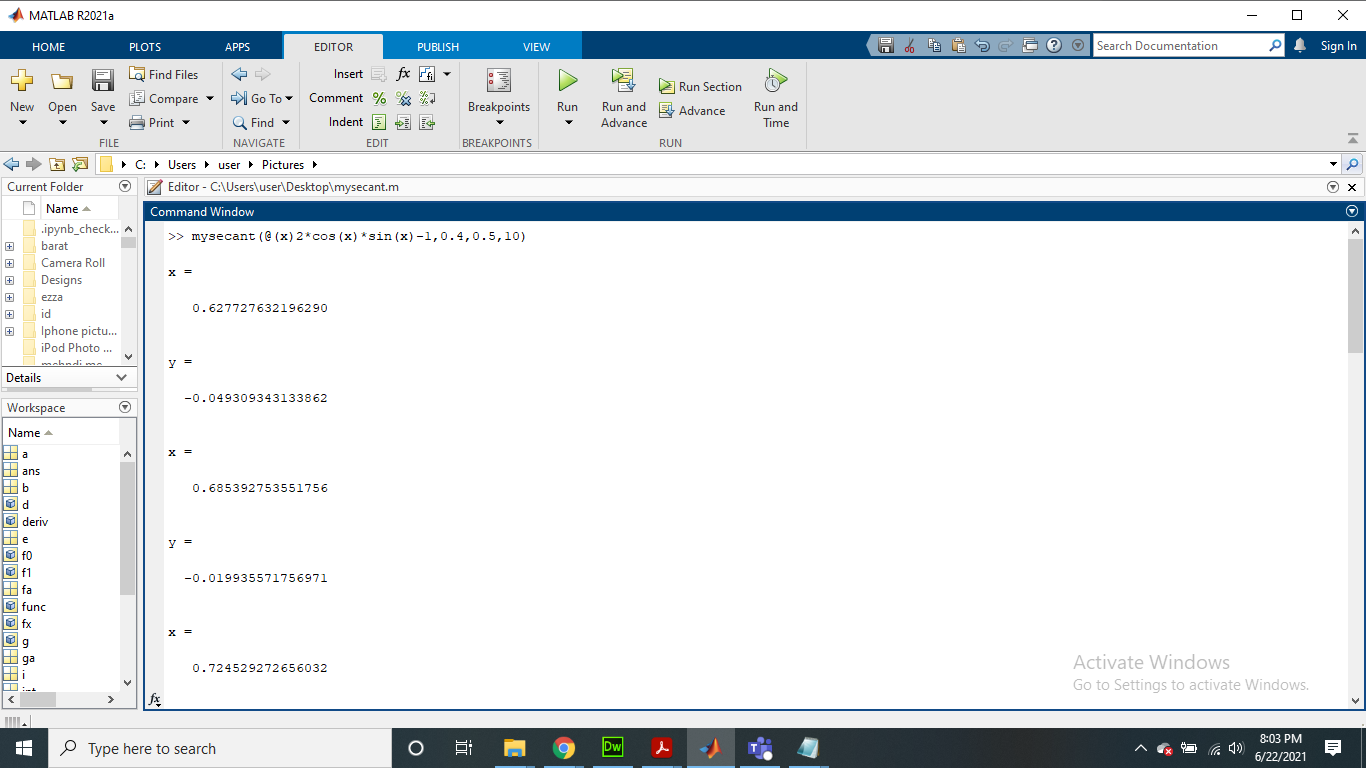 MATLAB R2021a
HOME PLOTS APPS EDITOR PUBLISH VIEW Search Documentation Sign In
New Open Save Find Files Compare Print
Go To Find
Insert fx
Comment %
Indent
Breakpoints
Run Run and Advance Run Section Advance Run and Time
FILE NAVIGATE EDIT BREAKPOINTS RUN
C: Users user Pictures
Current Folder
Name
.ipynb_check...
barat
Camera Roll
Designs
ezza
id
Iphone pictu...
iPod Photo ...
Details
Workspace
Name
a
ans
b
d
deriv
e
f0
f1
fa
func
fx
g
ga
i
Editor - C:\Users\user\Desktop\mysecant.m
Command Window
>> mysecant(@(x)2*cos(x)*sin(x)-1,0.4,0.5,10)
x =
0.627727632196290
y =
-0.049309343133862
x =
0.685392753551756
y =
-0.019935571756971
x =
0.724529272656032
fx
Activate Windows
Go to Settings to activate Windows.
Type here to search
Dw
8:03 PM
6/22/2021